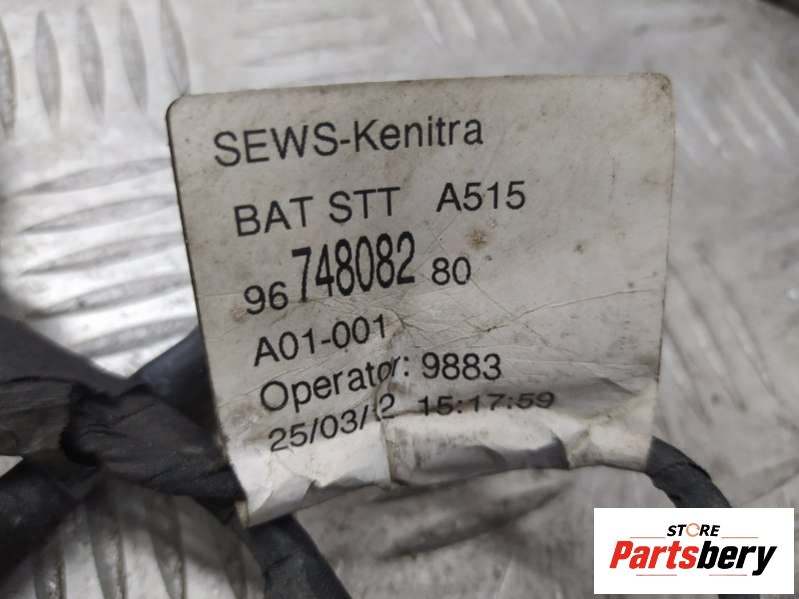 SEWS-Kenitra
BAT STT A515
96 748082 80
A01-001
Operator: 9883
25/03/12 15:17:59
STORE
Partsbery